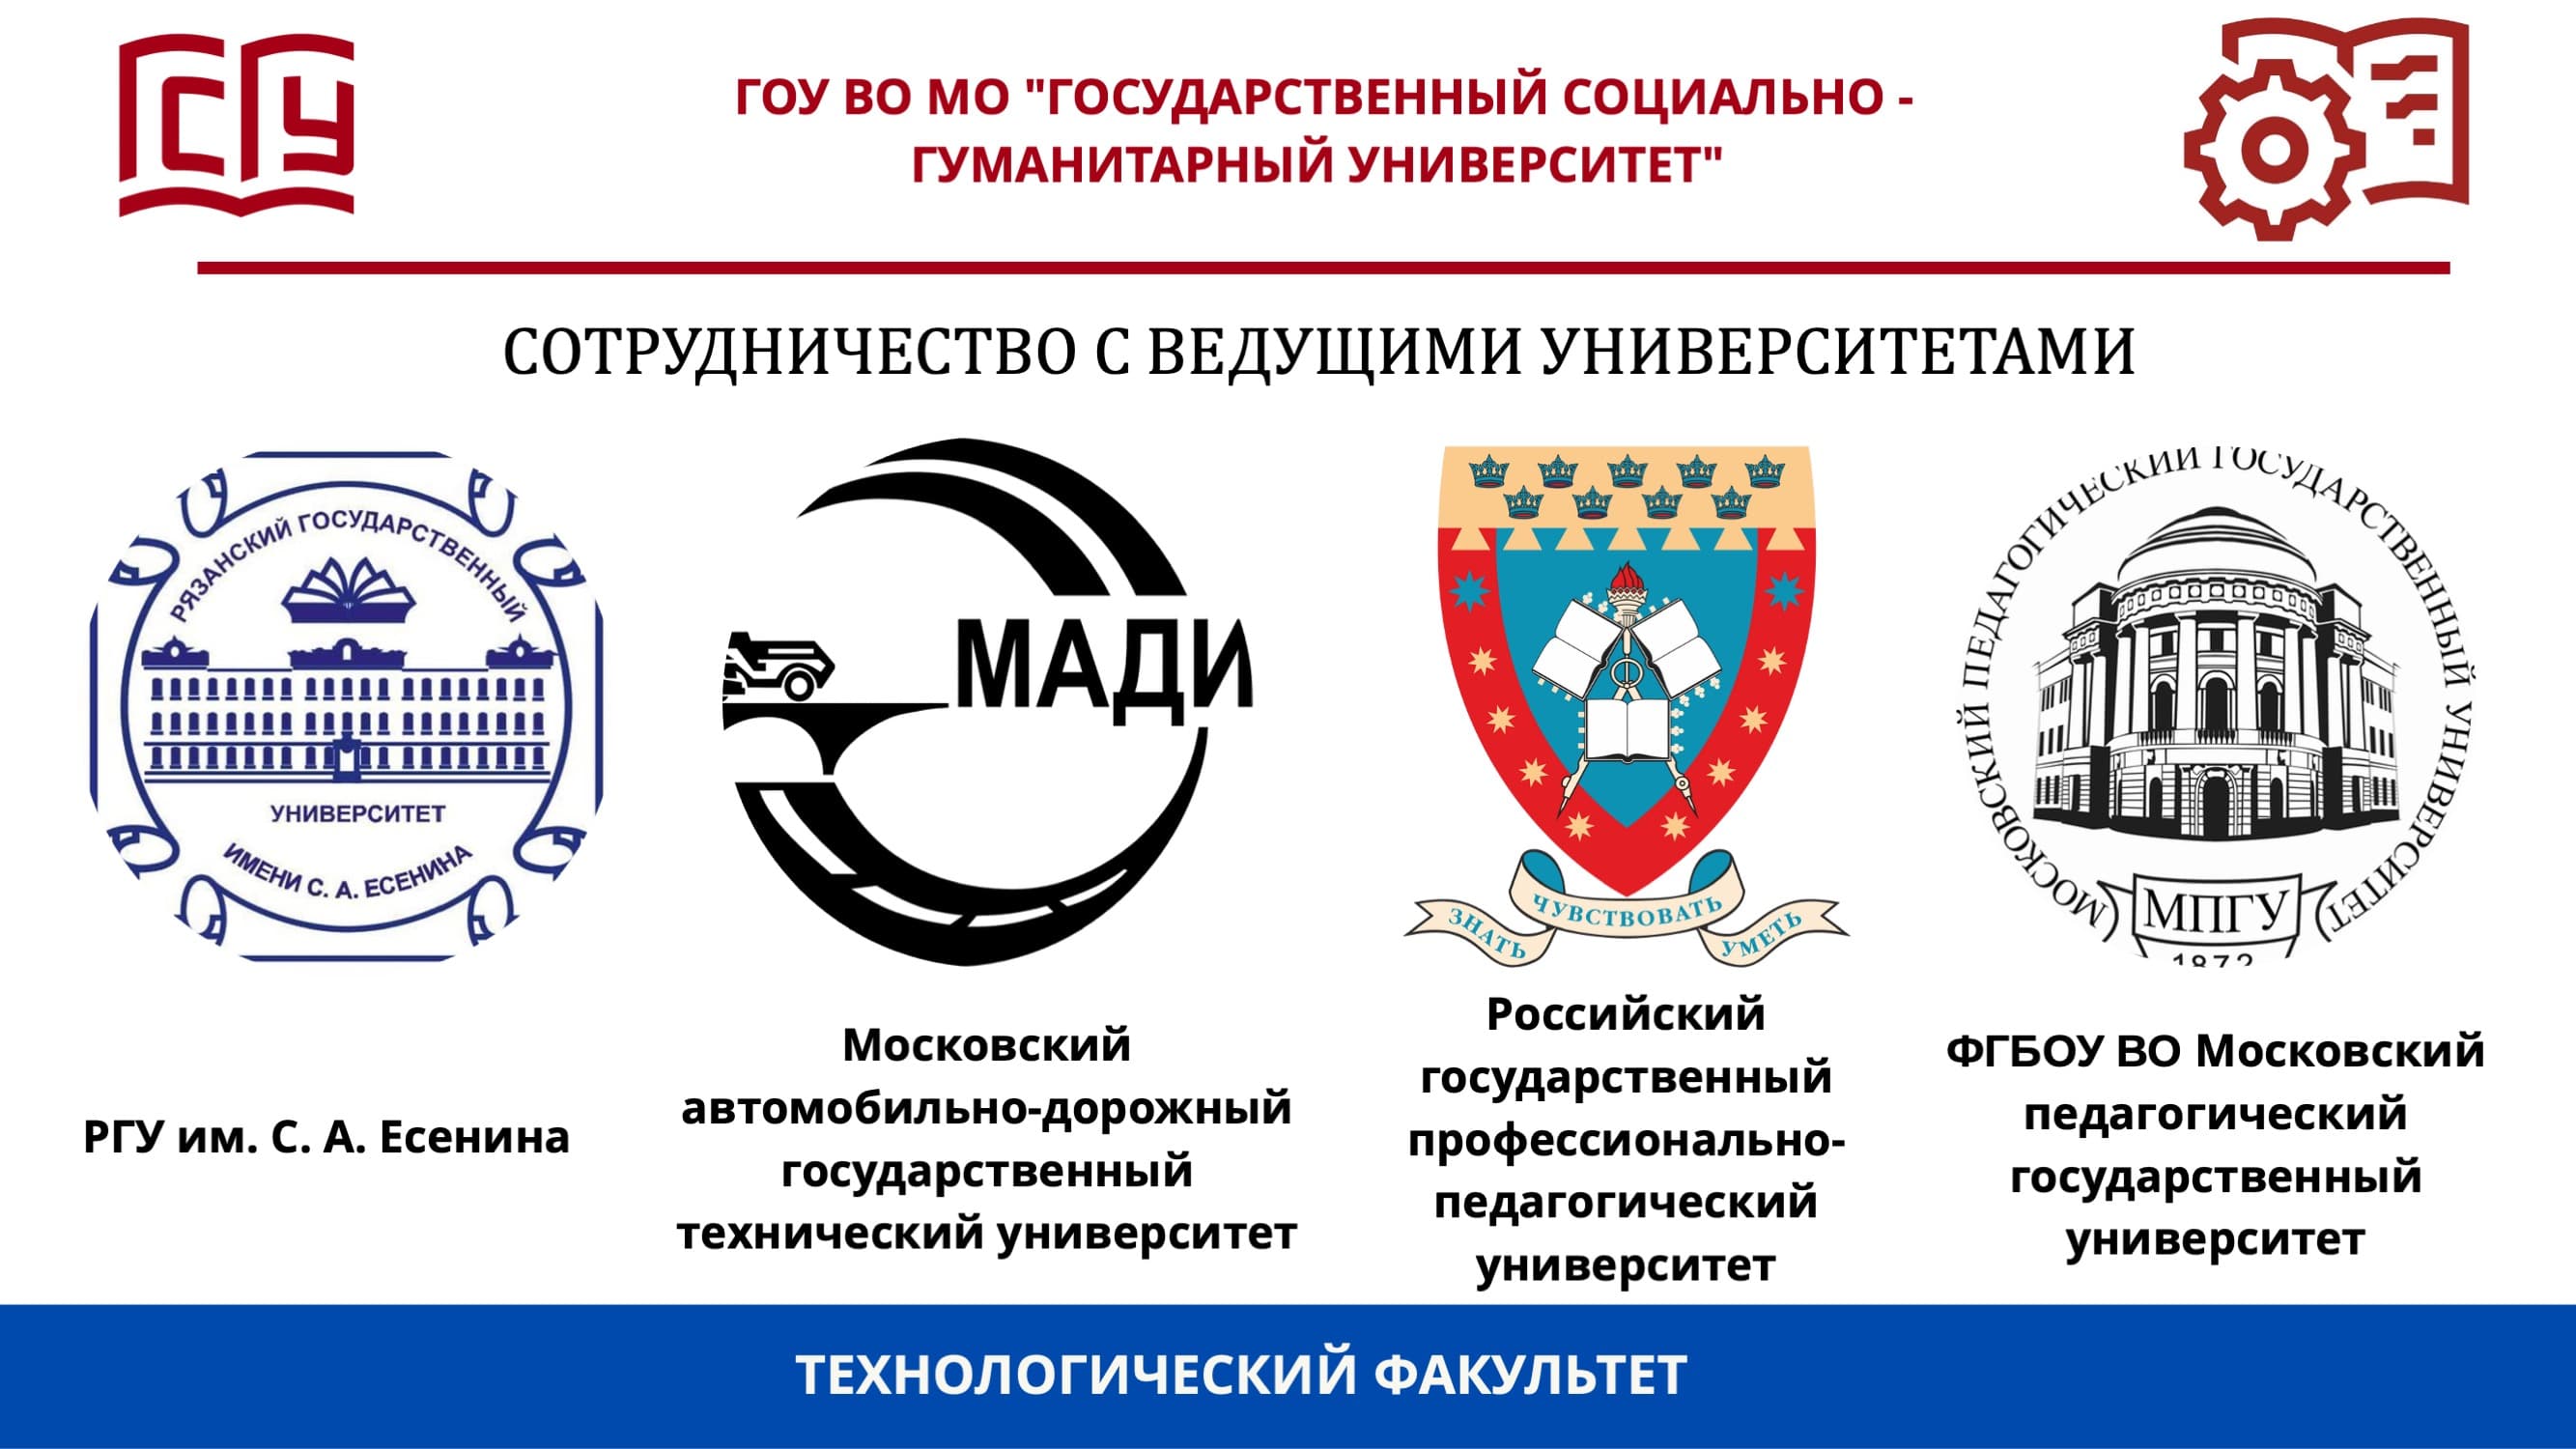 ГСГУ
ГОУ ВО МО "ГОСУДАРСТВЕННЫЙ СОЦИАЛЬНО -
ГУМАНИТАРНЫЙ УНИВЕРСИТЕТ"
СОТРУДНИЧЕСТВО С ВЕДУЩИМИ УНИВЕРСИТЕТАМИ
РЯЗАНСКИЙ ГОСУДАРСТВЕННЫЙ
УНИВЕРСИТЕТ
ИМЕНИ С. А. ЕСЕНИНА
МАДИ
ЗНАТЬ
ЧУВСТВОВАТЬ
УМЕТЬ
МОСКОВСКИЙ ПЕДАГОГИЧЕСКИЙ ГОСУДАРСТВЕННЫЙ УНИВЕРСИТЕТ
МПГУ
1872
РГУ им. С. А. Есенина
Московский
автомобильно-дорожный
государственный
технический университет
Российский
государственный
профессионально-
педагогический
университет
ФГБОУ ВО Московский
педагогический
государственный
университет
ТЕХНОЛОГИЧЕСКИЙ ФАКУЛЬТЕТ